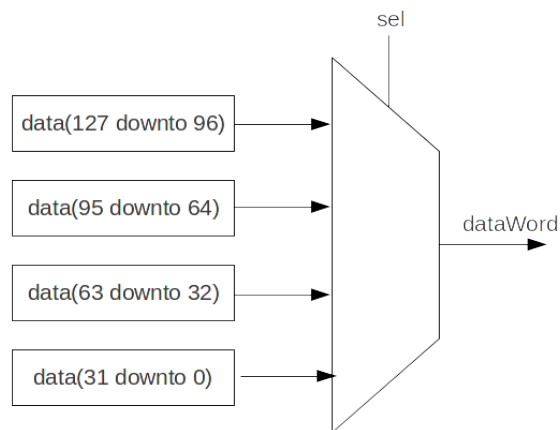 sel
data(127 downto 96)
data(95 downto 64)
dataWord
data(63 downto 32)
data(31 downto 0)